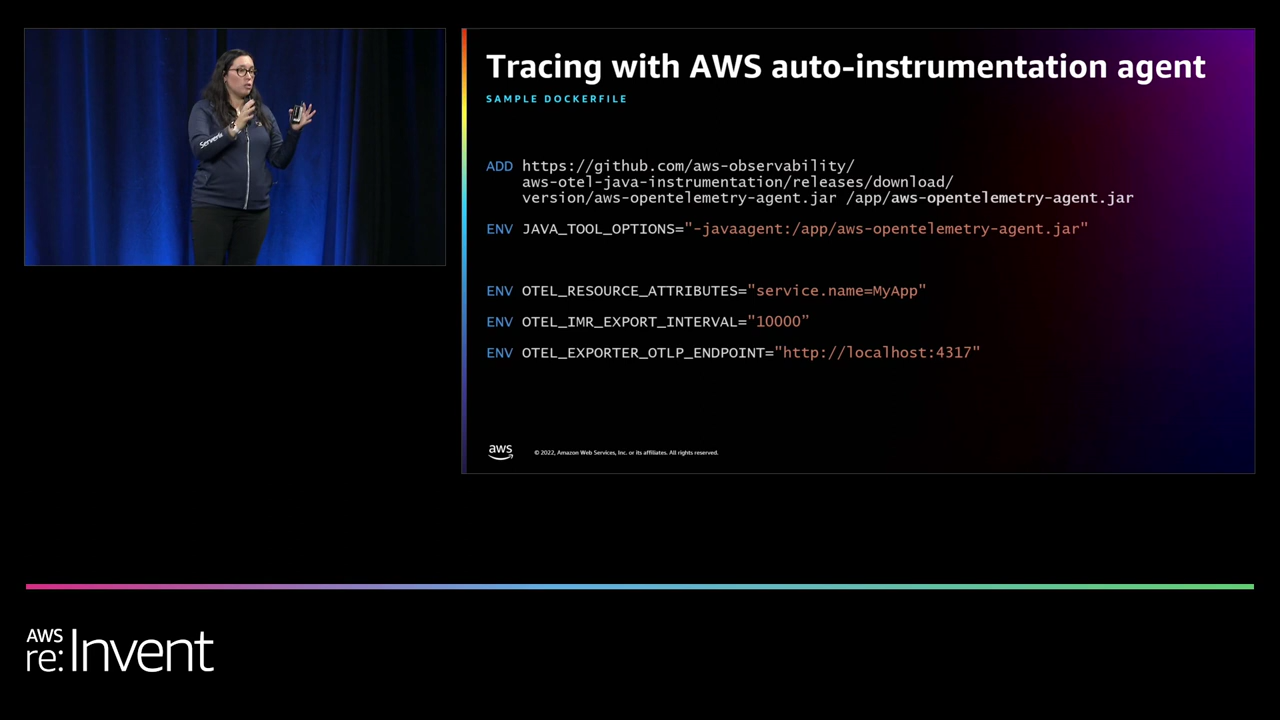 Serverle
Tracing with AWS auto-instrumentation agent
SAMPLE DOCKERFILE
ADD https://github.com/aws-observability/
aws-otel-java-instrumentation/releases/download/
version/aws-opentelemetry-agent.jar /app/aws-opentelemetry-agent.jar
ENV JAVA_TOOL_OPTIONS="-javaagent:/app/aws-opentelemetry-agent.jar"
ENV OTEL_RESOURCE_ATTRIBUTES="service.name=MyApp"
ENV OTEL_IMR_EXPORT_INTERVAL="10000”
ENV OTEL_EXPORTER_OTLP_ENDPOINT="http://localhost:4317"
aws
© 2022, Amazon Web Services, Inc. or its affiliates. All rights reserved.
AWS
re:Invent